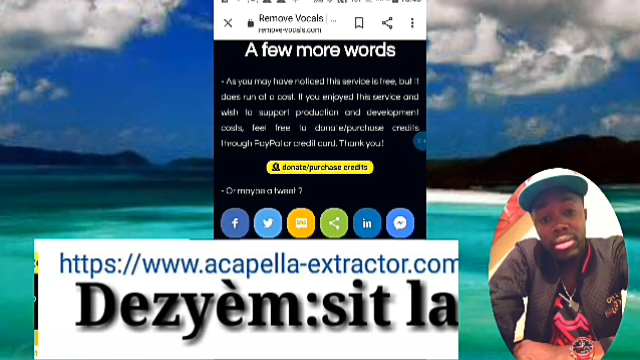 Remove Vocals | ...
remove-vocals.com
A few more words
- As you may have noticed this service is free, but it
does run at a cost. If you enjoyed this service and
wish to support production and development
costs, feel free to donate/purchase credits
through PayPal or credit card. Thank you!
donate/purchase credits
- Or maybe a tweet ?
https://www.acapella-extractor.com
Dezyèm:sit la